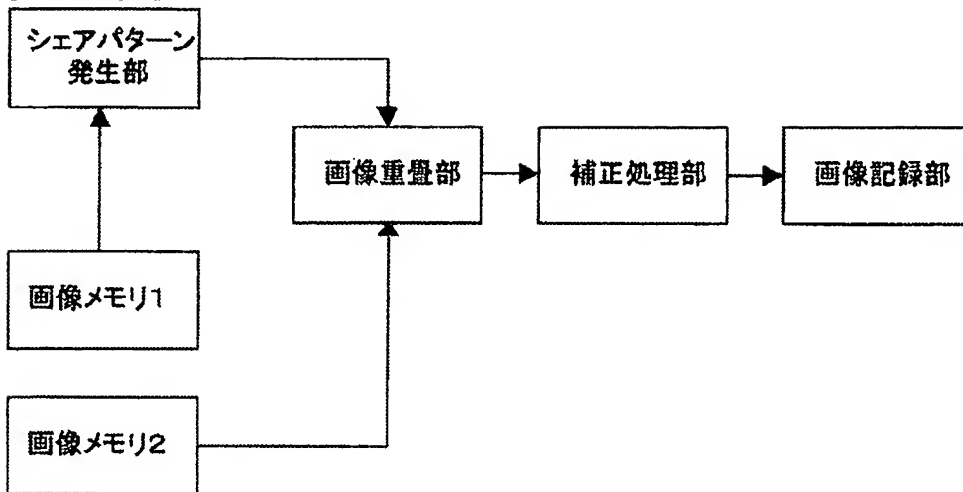 シェアパターン
発生部
画像重畳部
補正処理部
画像記録部
画像メモリ1
画像メモリ2